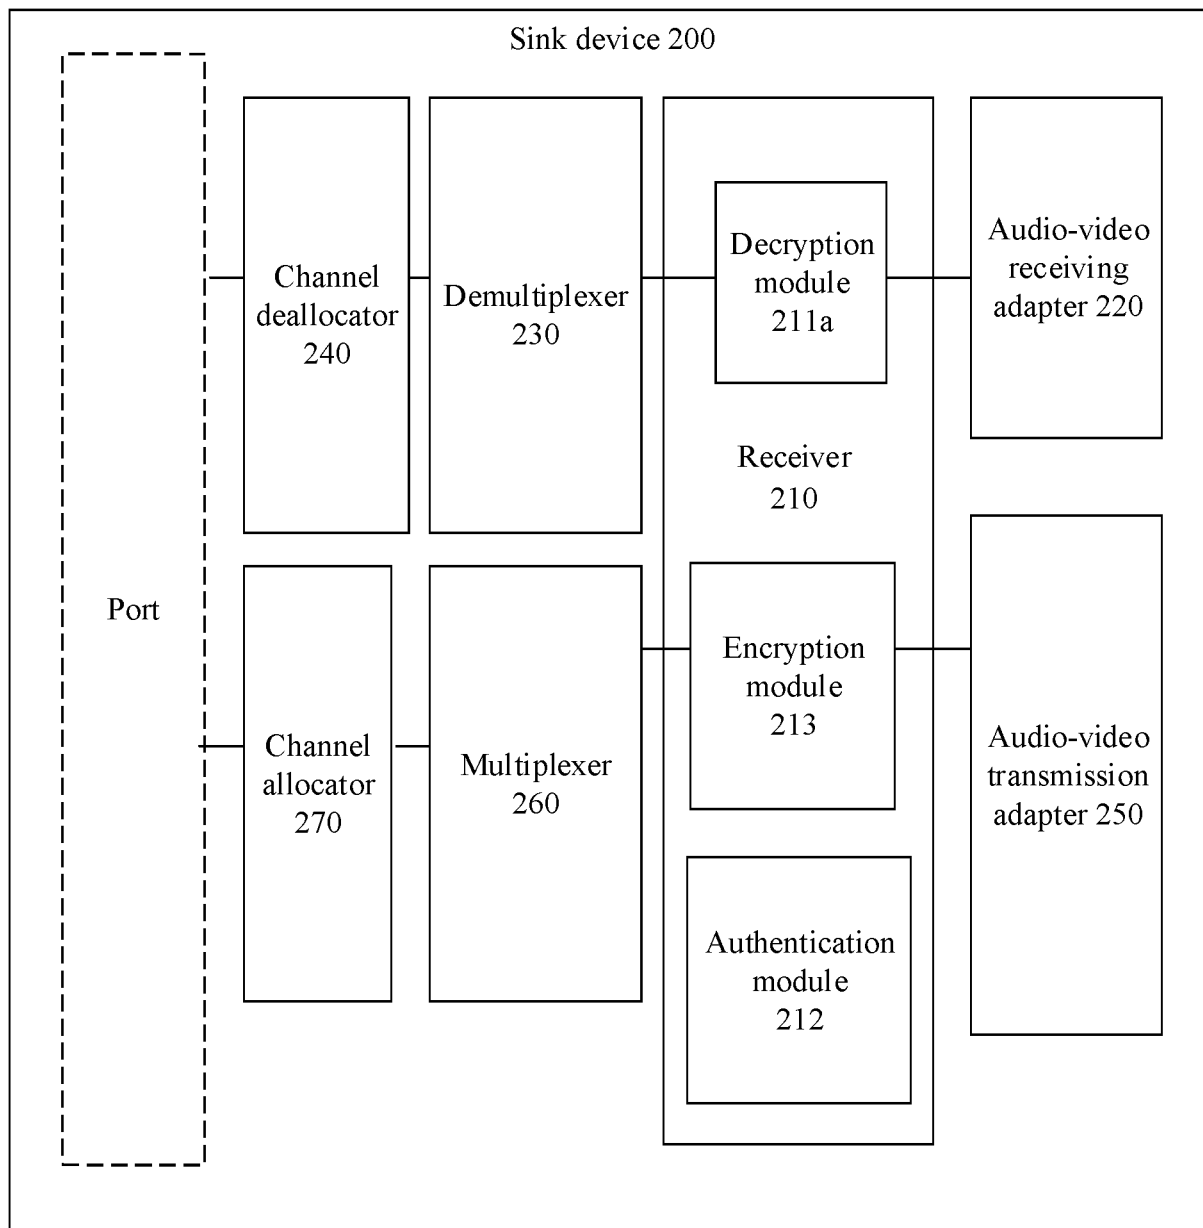 Sink device 200
Port
Channel
deallocator
240
Demultiplexer
230
Decryption
module
211a
Receiver
210
Audio-video
receiving
adapter 220
Channel
allocator
270
Multiplexer
260
Encryption
module
213
Authentication
module
212
Audio-video
transmission
adapter 250